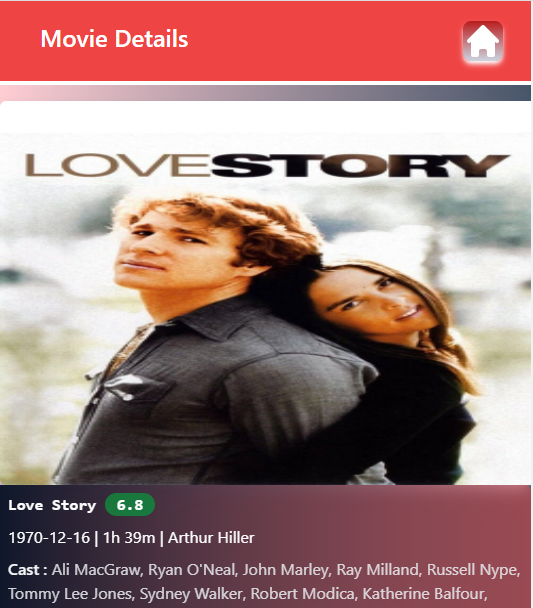 Movie Details
LOVESTORY
Love Story 6.8
1970-12-16 | 1h 39m | Arthur Hiller
Cast : Ali MacGraw, Ryan O'Neal, John Marley, Ray Milland, Russell Nype,
Tommy Lee Jones, Sydney Walker, Robert Modica, Katherine Balfour,